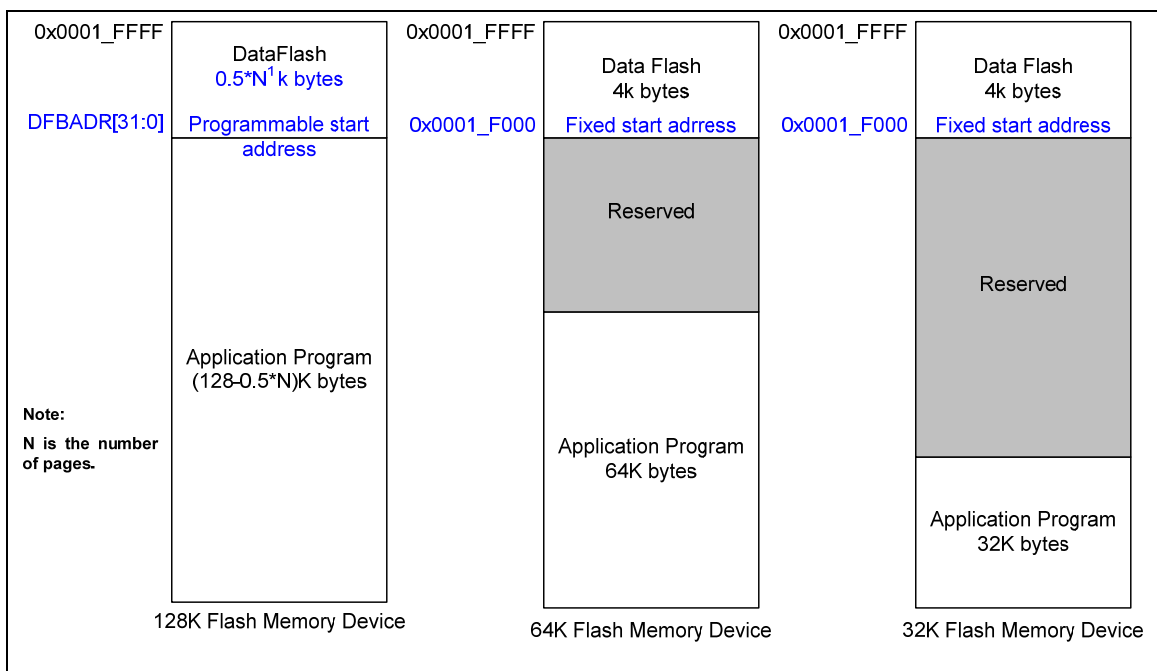 0x0001_FFFF
DataFlash
0.5*N¹k bytes
DFBADR[31:0]
Programmable start
address
Application Program
(128-0.5*N)K bytes
Note:
N is the number
of pages.
128K Flash Memory Device
0x0001_FFFF
Data Flash
4k bytes
0x0001_F000
Fixed start adrress
Reserved
Application Program
64K bytes
64K Flash Memory Device
0x0001_FFFF
Data Flash
4k bytes
0x0001_F000
Fixed start address
Reserved
Application Program
32K bytes
32K Flash Memory Device